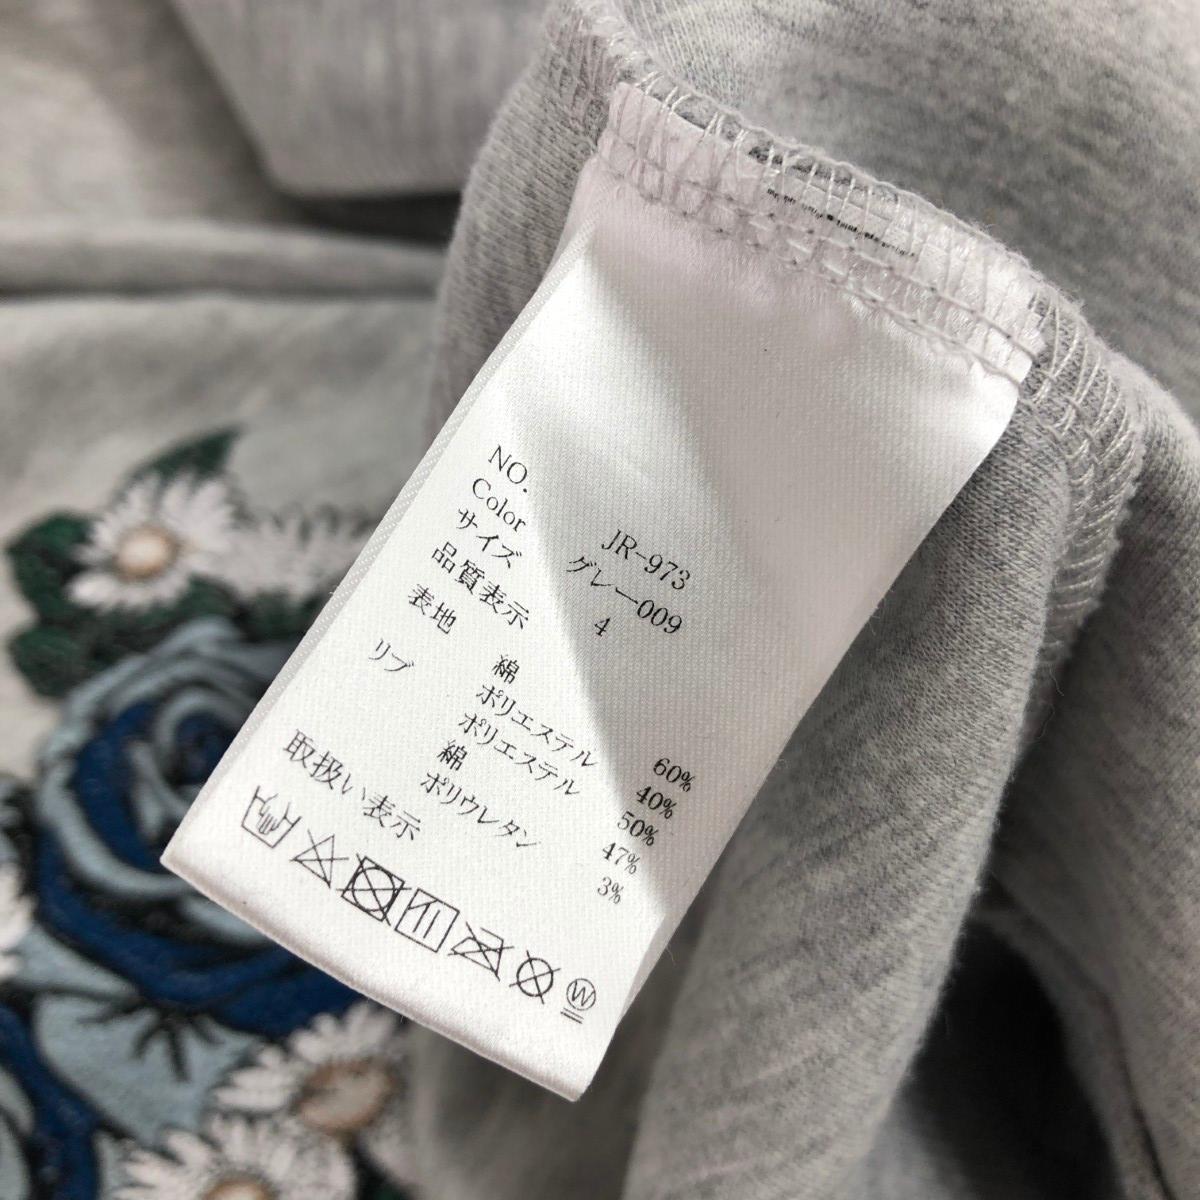 NO. JR-973
Color グレー009
サイズ 4
品質表示
表地 綿 60%
ポリエステル 40%
リブ ポリエステル 50%
綿 47%
ポリウレタン 3%
取扱い表示
W